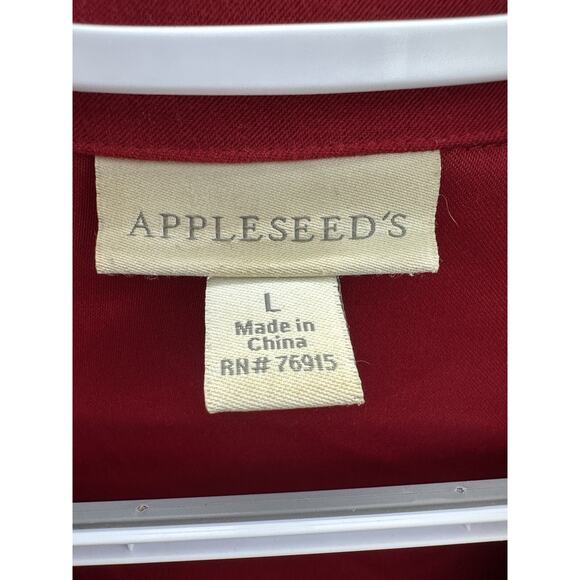 APPLESEED'S
L
Made in
China
RN# 76915